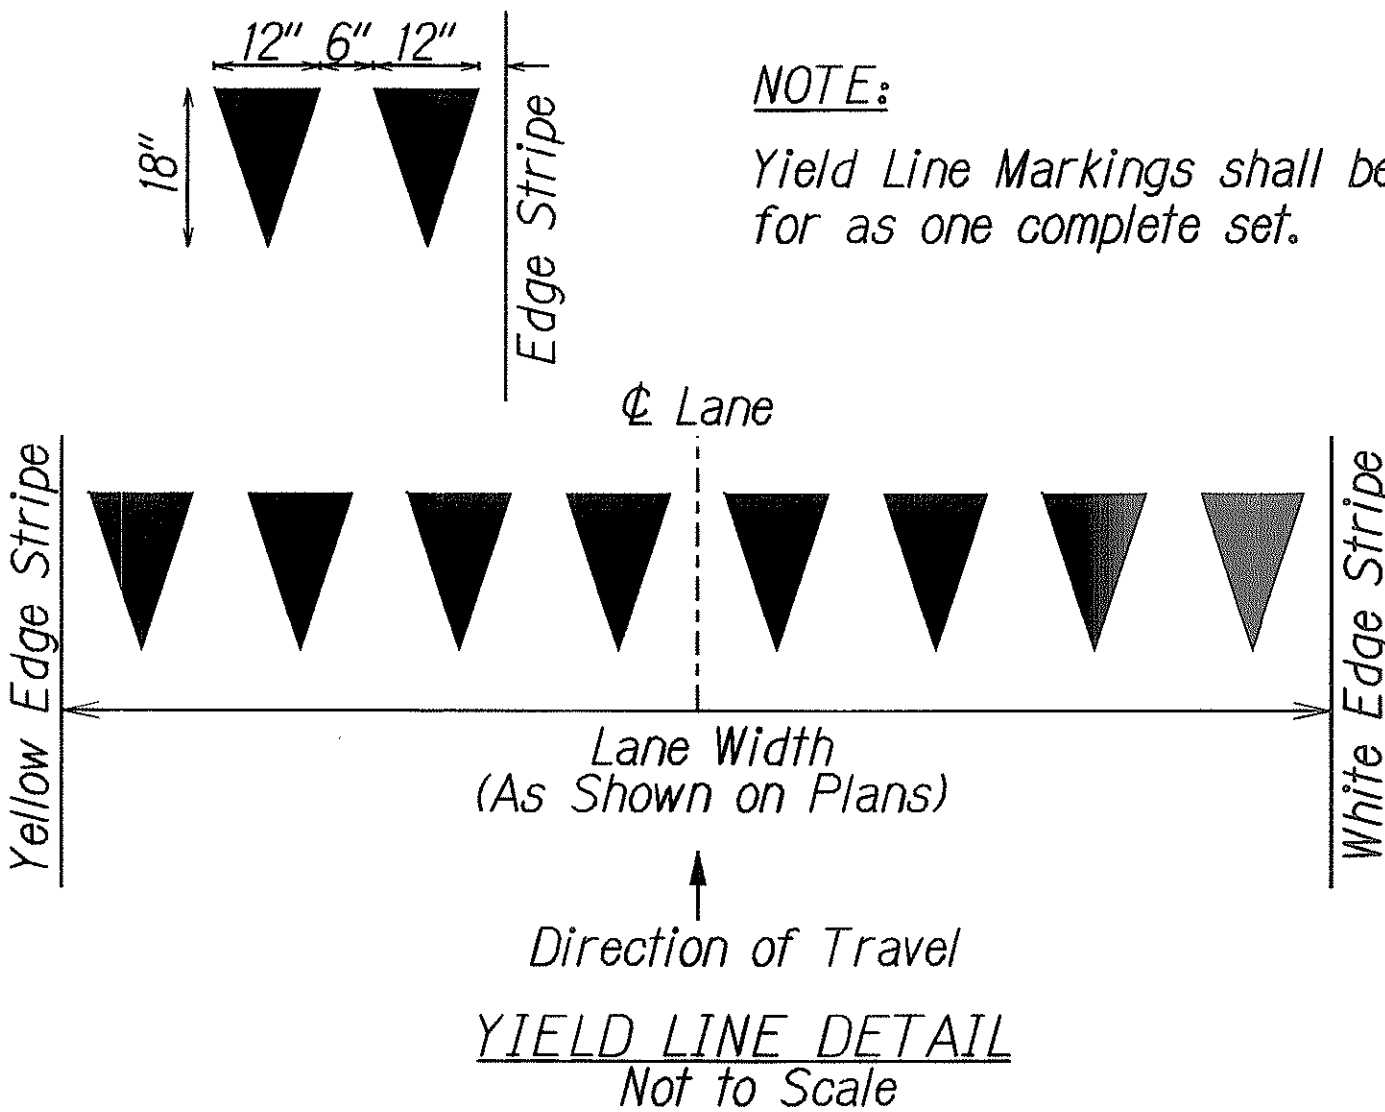 12" 6" 12"
18"
Edge Stripe
NOTE:
Yield Line Markings shall be
for as one complete set.
℄ Lane
Yellow Edge Stripe
White Edge Stripe
Lane Width
(As Shown on Plans)
Direction of Travel
YIELD LINE DETAIL
Not to Scale